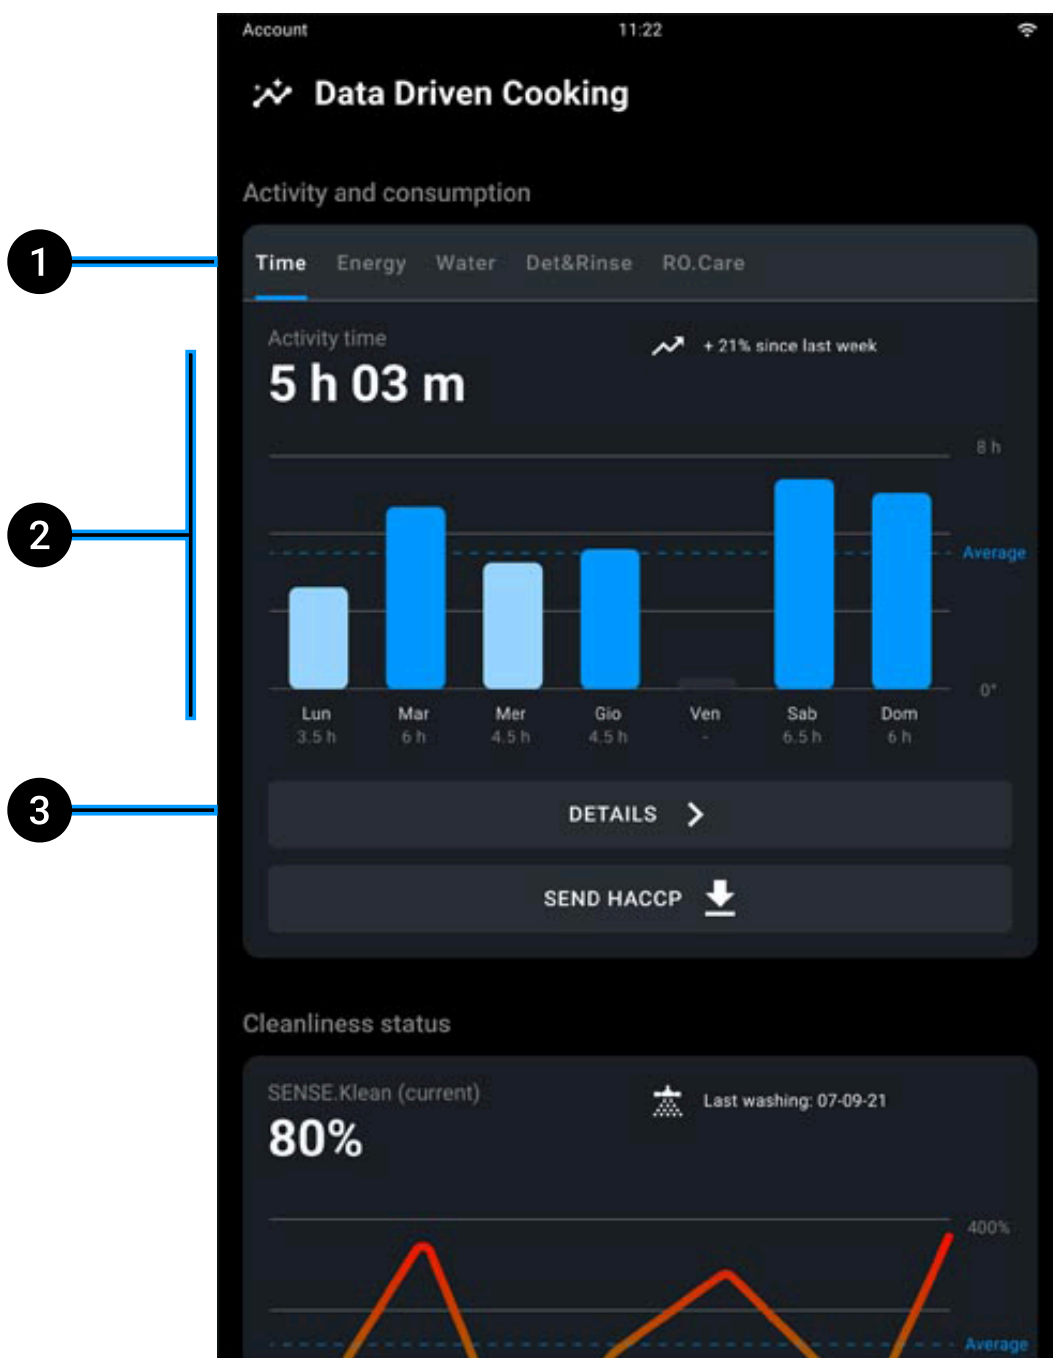 Account 11:22
Data Driven Cooking
Activity and consumption
1
Time Energy Water Det&Rinse RO.Care
Activity time
+ 21% since last week
5 h 03 m
8 h
2
Average
0°
Lun Mar Mer Gio Ven Sab Dom
3.5 h 6 h 4.5 h 4.5 h - 6.5 h 6 h
3
DETAILS
SEND HACCP
Cleanliness status
SENSE.Klean (current)
Last washing: 07-09-21
80%
400%
Average